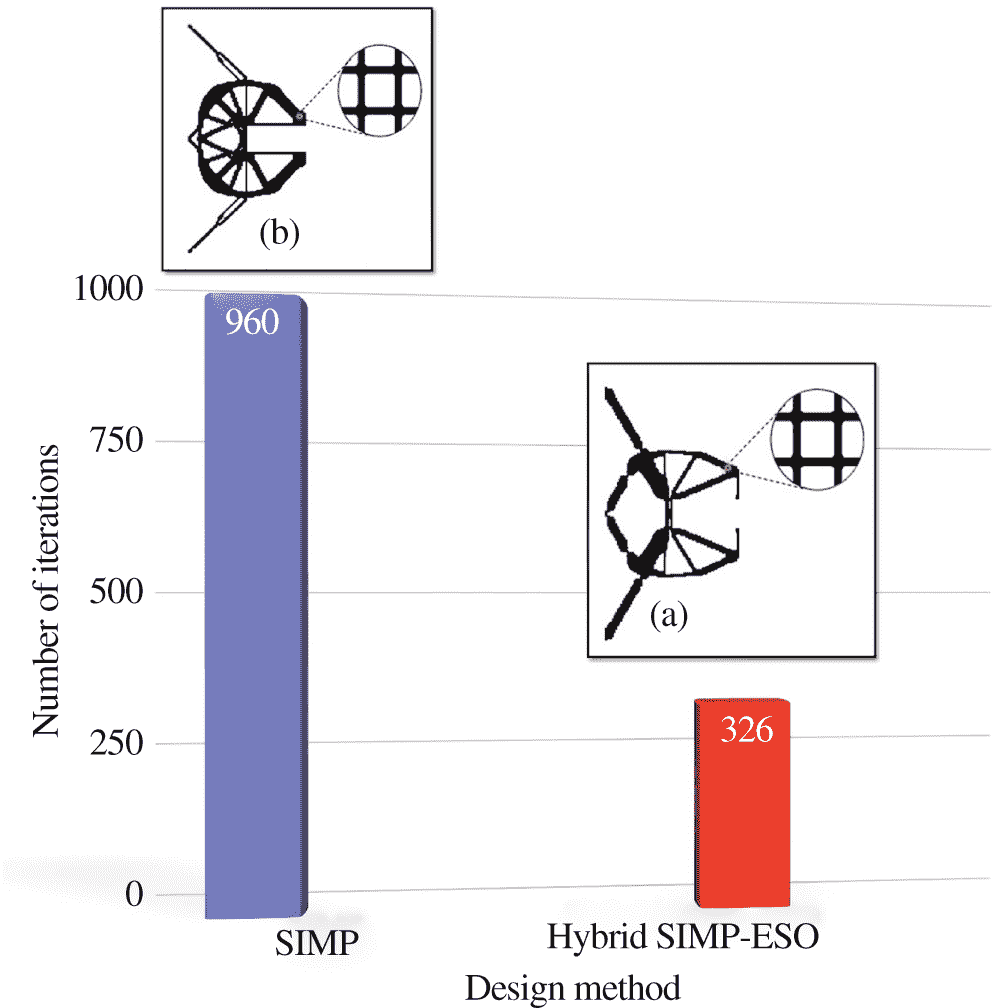 (b)
1000
960
750
(a)
500
326
250
0
Number of iterations
SIMP
Hybrid SIMP-ESO
Design method